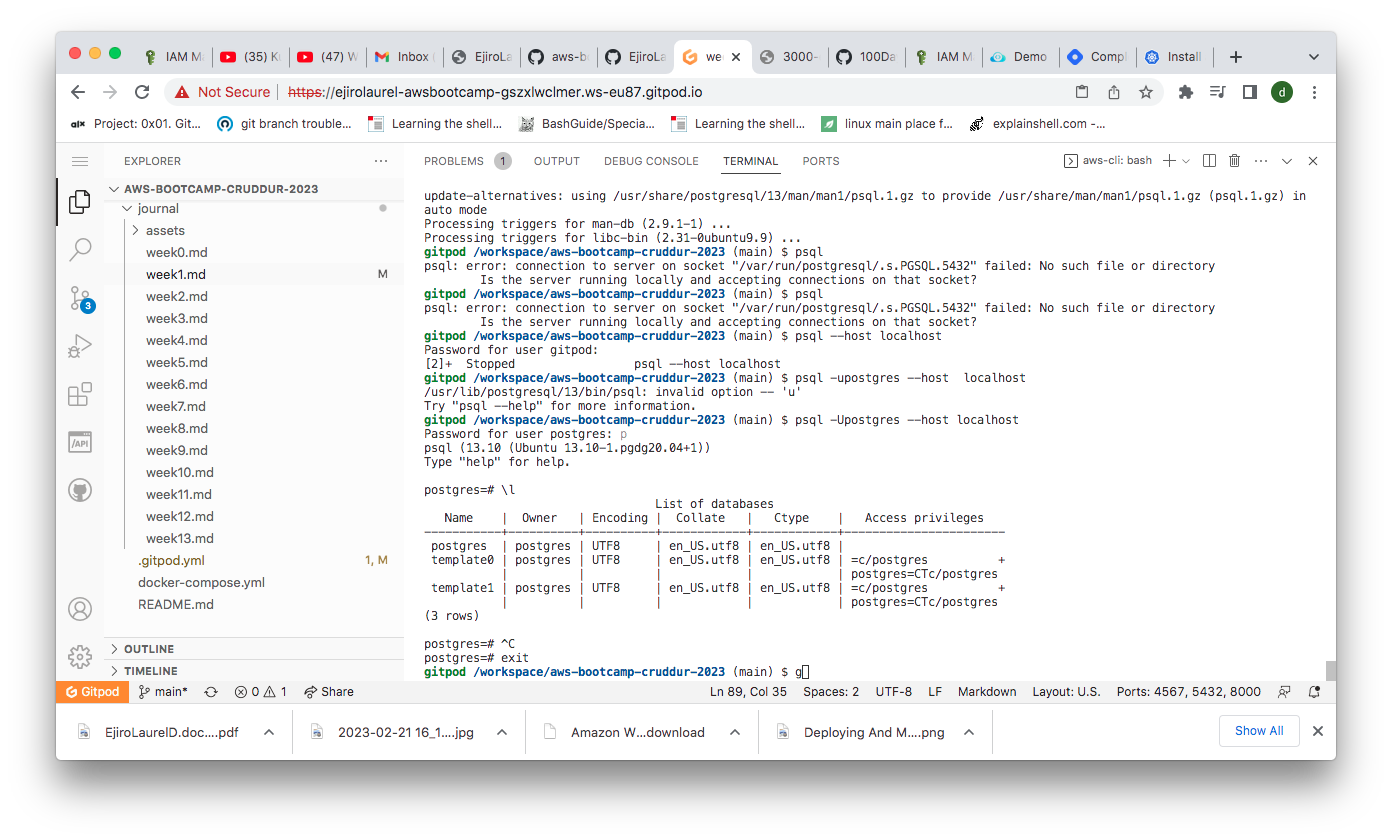 IAM M
(35) K
(47) W
Inbox
EjiroLa
aws-b
EjiroLa
we
3000-
100Da
IAM M
Demo
Compl
Install
Not Secure
https://ejirolaurel-awsbootcamp-gszxlwclmer.ws-eu87.gitpod.io
d
alx Project: 0x01. Git...
git branch trouble...
Learning the shell...
BashGuide/Specia...
Learning the shell...
linux main place f...
explainshell.com -...
EXPLORER
AWS-BOOTCAMP-CRUDDUR-2023
journal
assets
week0.md
week1.md M
week2.md
week3.md
week4.md
week5.md
week6.md
week7.md
week8.md
week9.md
week10.md
week11.md
week12.md
week13.md
.gitpod.yml 1, M
docker-compose.yml
README.md
OUTLINE
TIMELINE
3
/API
PROBLEMS 1 OUTPUT DEBUG CONSOLE TERMINAL PORTS
aws-cli: bash
update-alternatives: using /usr/share/postgresql/13/man/man1/psql.1.gz to provide /usr/share/man/man1/psql.1.gz (psql.1.gz) in
auto mode
Processing triggers for man-db (2.9.1-1) ...
Processing triggers for libc-bin (2.31-0ubuntu9.9) ...
gitpod /workspace/aws-bootcamp-cruddur-2023 (main) $ psql
psql: error: connection to server on socket "/var/run/postgresql/.s.PGSQL.5432" failed: No such file or directory
Is the server running locally and accepting connections on that socket?
gitpod /workspace/aws-bootcamp-cruddur-2023 (main) $ psql
psql: error: connection to server on socket "/var/run/postgresql/.s.PGSQL.5432" failed: No such file or directory
Is the server running locally and accepting connections on that socket?
gitpod /workspace/aws-bootcamp-cruddur-2023 (main) $ psql --host localhost
Password for user gitpod:
[2]+ Stopped psql --host localhost
gitpod /workspace/aws-bootcamp-cruddur-2023 (main) $ psql -upostgres --host localhost
/usr/lib/postgresql/13/bin/psql: invalid option -- 'u'
Try "psql --help" for more information.
gitpod /workspace/aws-bootcamp-cruddur-2023 (main) $ psql -Upostgres --host localhost
Password for user postgres: p
psql (13.10 (Ubuntu 13.10-1.pgdg20.04+1))
Type "help" for help.
postgres=# \l
List of databases
Name | Owner | Encoding | Collate | Ctype | Access privileges
-----------+----------+----------+------------+------------+-----------------------
postgres | postgres | UTF8 | en_US.utf8 | en_US.utf8 |
template0 | postgres | UTF8 | en_US.utf8 | en_US.utf8 | =c/postgres +
| | | | | postgres=CTc/postgres
template1 | postgres | UTF8 | en_US.utf8 | en_US.utf8 | =c/postgres +
| | | | | postgres=CTc/postgres
(3 rows)
postgres=# ^C
postgres=# exit
gitpod /workspace/aws-bootcamp-cruddur-2023 (main) $ g
Gitpod main* 0 1 Share Ln 89, Col 35 Spaces: 2 UTF-8 LF Markdown Layout: U.S. Ports: 4567, 5432, 8000
EjiroLaurelD.doc....pdf
2023-02-21 16_1....jpg
Amazon W...download
Deploying And M....png
Show All